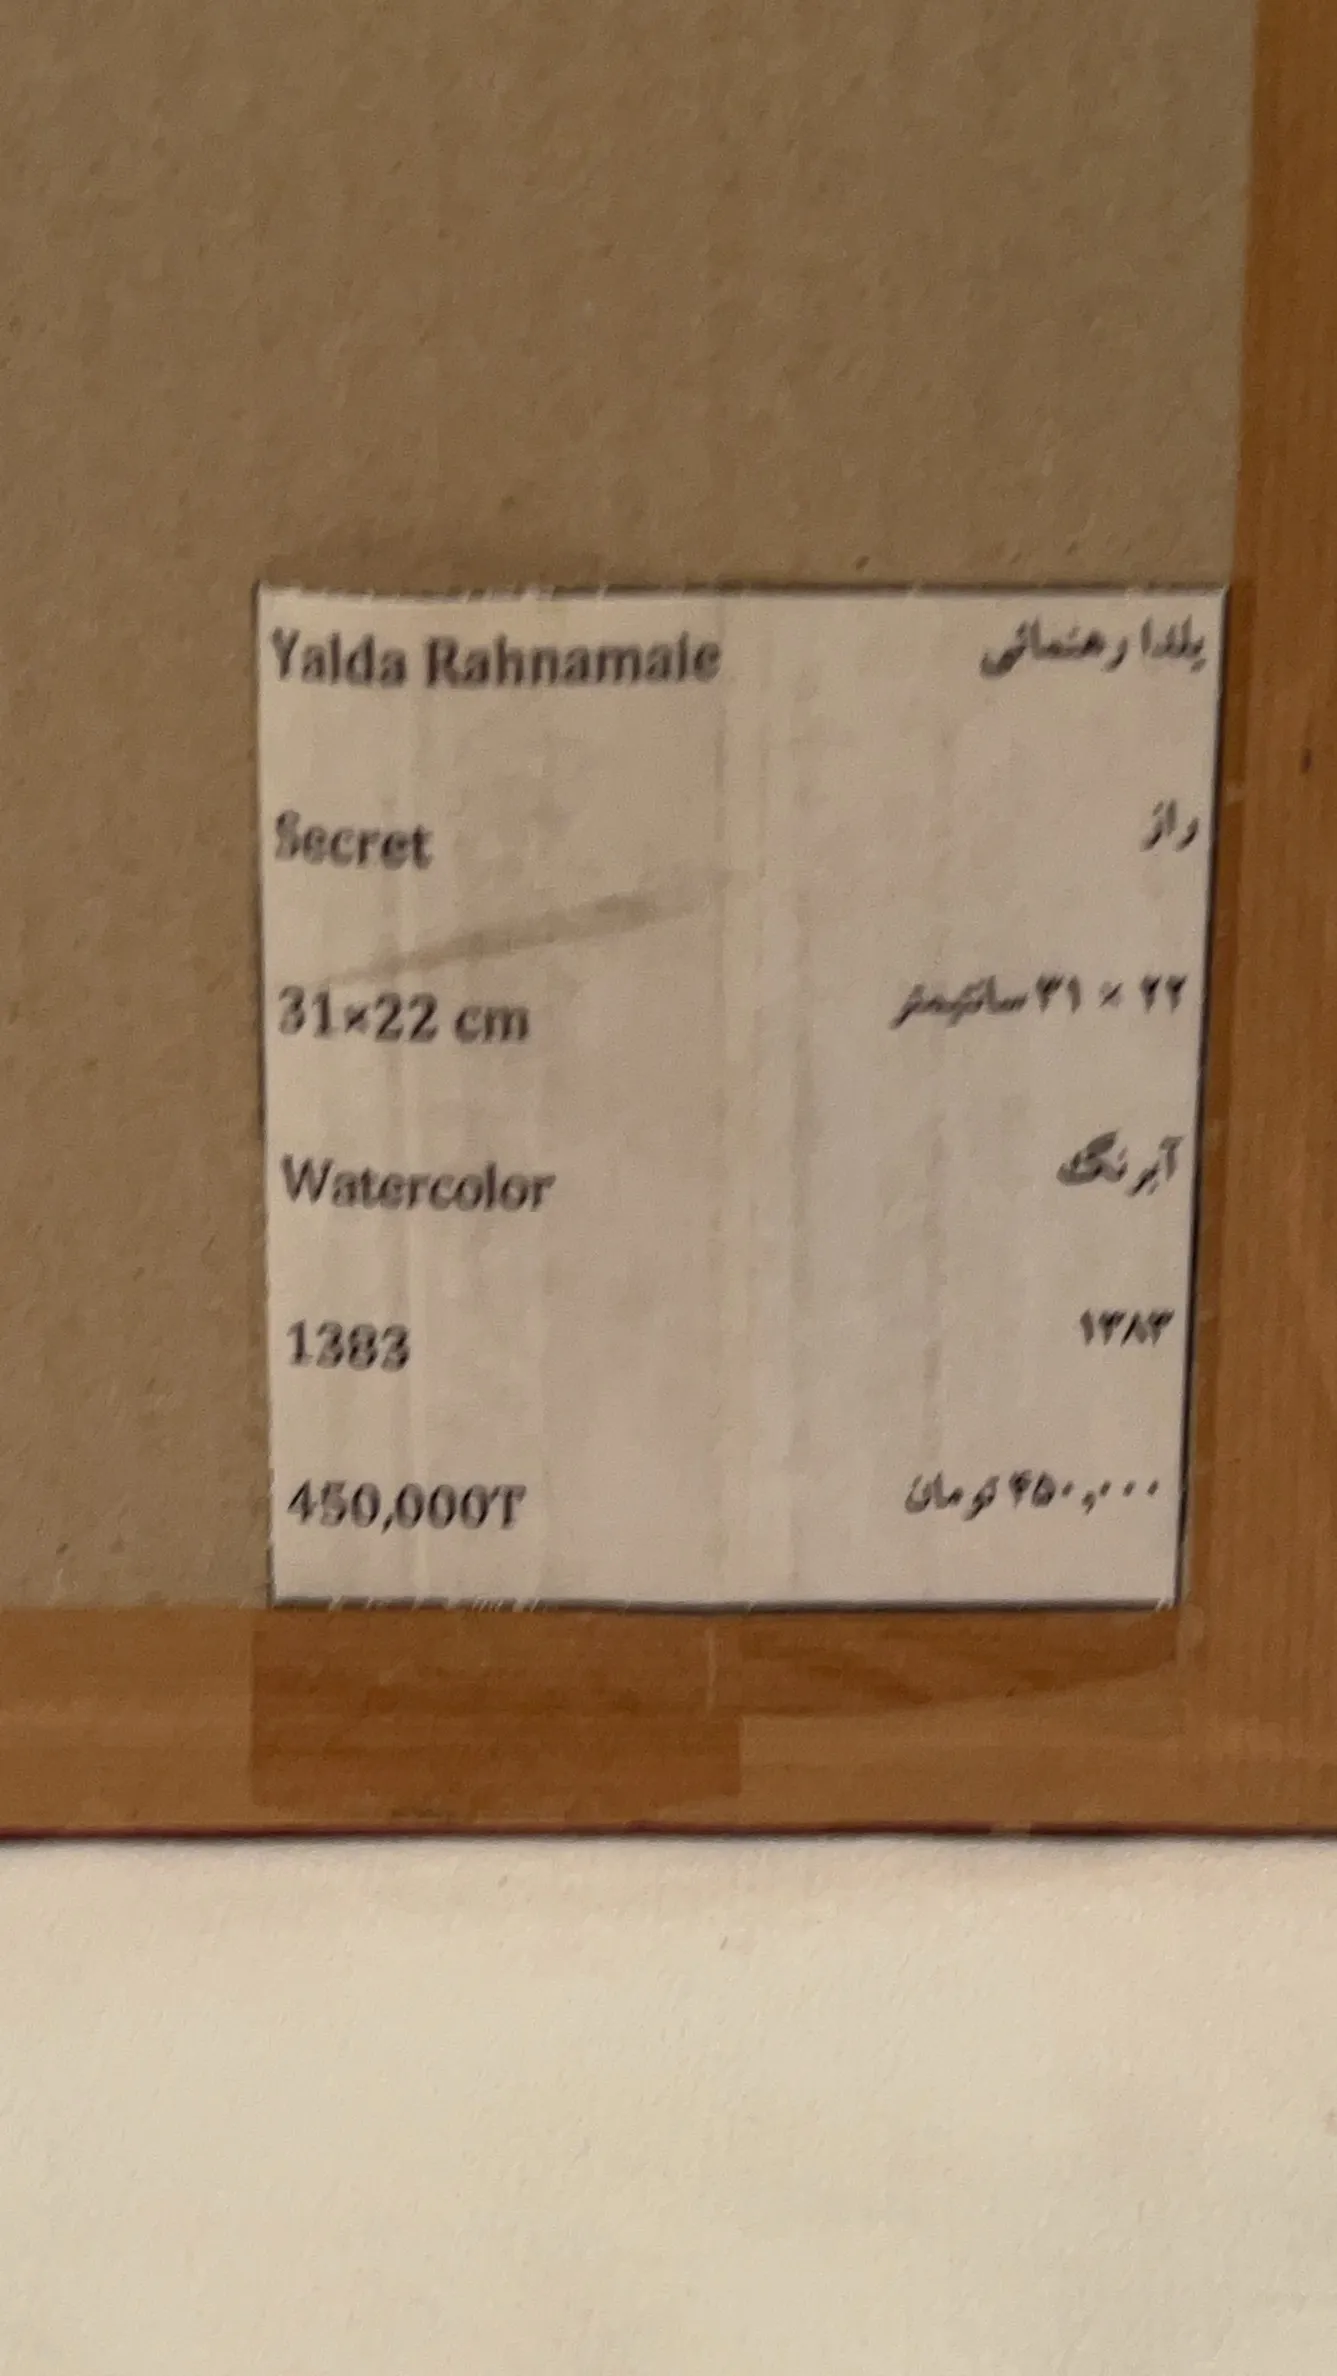 Yalda Rahnamaie یلدا رهنمائی
Secret راز
31×22 cm ۲۲ × ۳۱ سانتیمتر
Watercolor آبرنگ
1383 ۱۳۸۳
450,000T ۴۵۰,۰۰۰ تومان